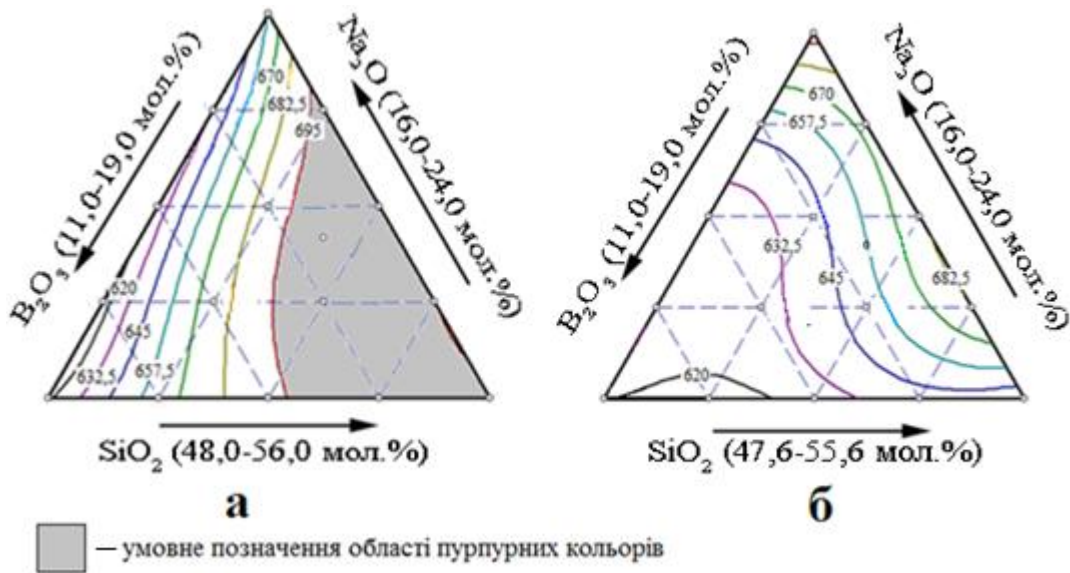 B₂O₃ (11,0-19,0 мол.%)
Na₂O (16,0-24,0 мол.%)
670
682,5
695
620
645
657,5
632,5
SiO₂ (48,0-56,0 мол.%)
а
B₂O₃ (11,0-19,0 мол.%)
Na₂O (16,0-24,0 мол.%)
670
657,5
632,5
645
682,5
620
SiO₂ (47,6-55,6 мол.%)
б
— умовне позначення області пурпурних кольорів